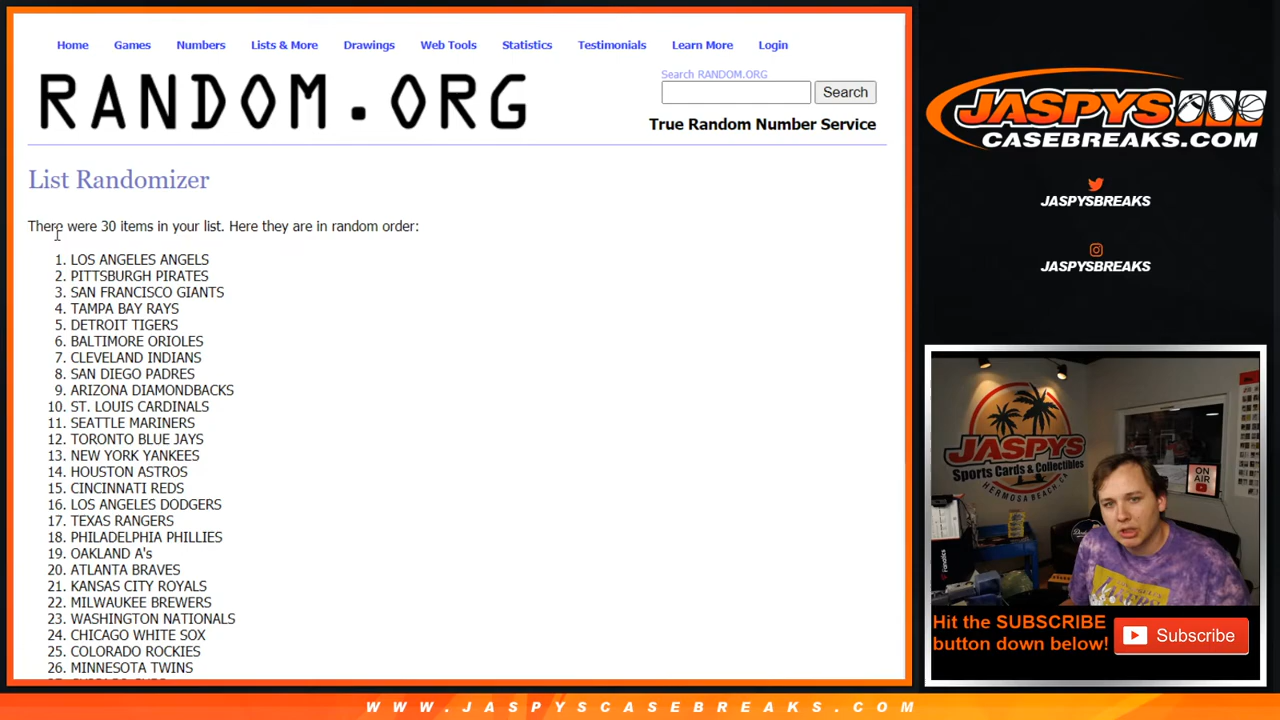 Home Games Numbers Lists & More Drawings Web Tools Statistics Testimonials Learn More Login
RANDOM.ORG
Search RANDOM.ORG
Search
True Random Number Service
List Randomizer
There were 30 items in your list. Here they are in random order:
1. LOS ANGELES ANGELS
2. PITTSBURGH PIRATES
3. SAN FRANCISCO GIANTS
4. TAMPA BAY RAYS
5. DETROIT TIGERS
6. BALTIMORE ORIOLES
7. CLEVELAND INDIANS
8. SAN DIEGO PADRES
9. ARIZONA DIAMONDBACKS
10. ST. LOUIS CARDINALS
11. SEATTLE MARINERS
12. TORONTO BLUE JAYS
13. NEW YORK YANKEES
14. HOUSTON ASTROS
15. CINCINNATI REDS
16. LOS ANGELES DODGERS
17. TEXAS RANGERS
18. PHILADELPHIA PHILLIES
19. OAKLAND A's
20. ATLANTA BRAVES
21. KANSAS CITY ROYALS
22. MILWAUKEE BREWERS
23. WASHINGTON NATIONALS
24. CHICAGO WHITE SOX
25. COLORADO ROCKIES
26. MINNESOTA TWINS
JASPYS
CASEBREAKS.COM
JASPYSBREAKS
JASPYSBREAKS
JASPYS
Sports Cards & Collectibles
HERMOSA BEACH, CA
ON
AIR
Fanatics
Hit the SUBSCRIBE
button down below!
Subscribe
WWW.JASPYSCASEBREAKS.COM